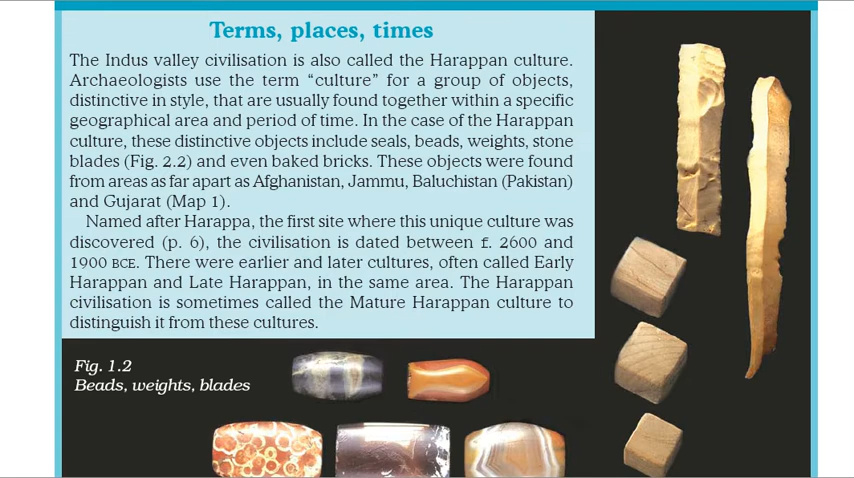 Terms, places, times
The Indus valley civilisation is also called the Harappan culture.
Archaeologists use the term “culture” for a group of objects,
distinctive in style, that are usually found together within a specific
geographical area and period of time. In the case of the Harappan
culture, these distinctive objects include seals, beads, weights, stone
blades (Fig. 2.2) and even baked bricks. These objects were found
from areas as far apart as Afghanistan, Jammu, Baluchistan (Pakistan)
and Gujarat (Map 1).
Named after Harappa, the first site where this unique culture was
discovered (p. 6), the civilisation is dated between f. 2600 and
1900 BCE. There were earlier and later cultures, often called Early
Harappan and Late Harappan, in the same area. The Harappan
civilisation is sometimes called the Mature Harappan culture to
distinguish it from these cultures.
Fig. 1.2
Beads, weights, blades